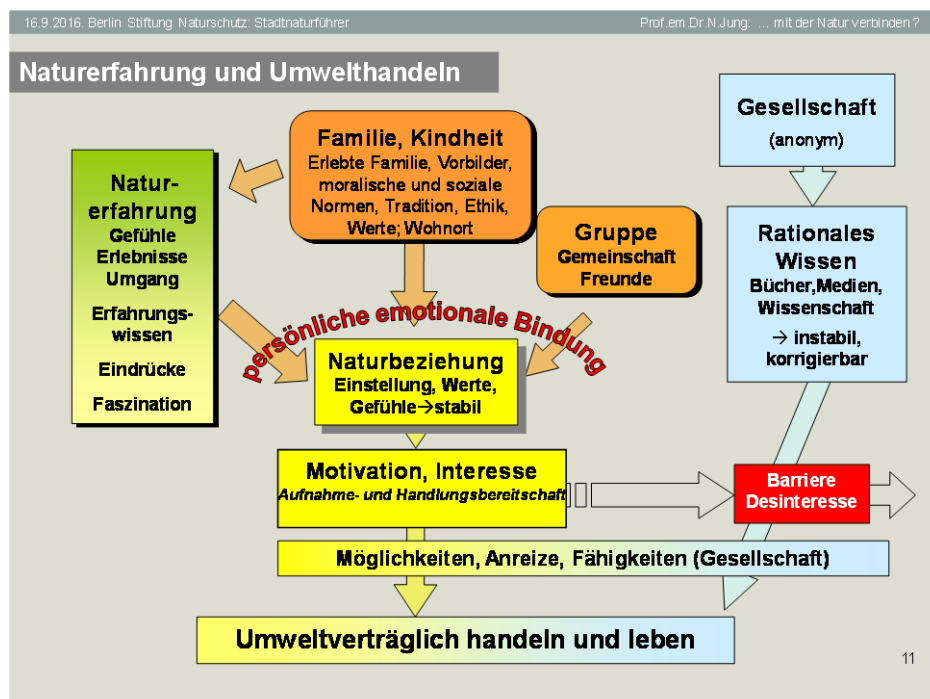 16.9.2016. Berlin Stiftung Naturschutz: Stadtnaturführer
Prof.em.Dr.N.Jung: ... mit der Natur verbinden?
Naturerfahrung und Umwelthandeln
Gesellschaft
(anonym)
Familie, Kindheit
Erlebte Familie, Vorbilder,
moralische und soziale
Normen, Tradition, Ethik,
Werte; Wohnort
Natur-
erfahrung
Gefühle
Erlebnisse
Umgang
Erfahrungs-
wissen
Eindrücke
Faszination
Gruppe
Gemeinschaft
Freunde
Rationales
Wissen
Bücher,Medien,
Wissenschaft
→ instabil,
korrigierbar
persönliche emotionale Bindung
Naturbeziehung
Einstellung, Werte,
Gefühle→stabil
Motivation, Interesse
Aufnahme- und Handlungsbereitschaft
Barriere
Desinteresse
Möglichkeiten, Anreize, Fähigkeiten (Gesellschaft)
Umweltverträglich handeln und leben
11